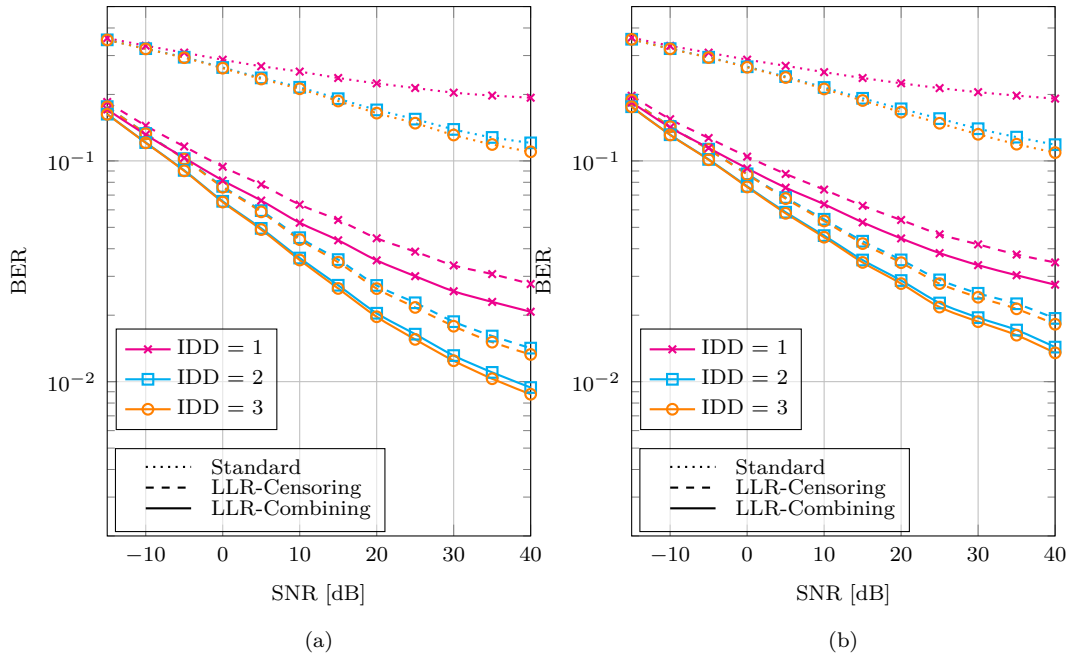 BER
10⁻¹
10⁻²
IDD = 1
IDD = 2
IDD = 3
Standard
LLR-Censoring
LLR-Combining
−10 0 10 20 30 40
SNR [dB]
(a)
BER
10⁻¹
10⁻²
IDD = 1
IDD = 2
IDD = 3
Standard
LLR-Censoring
LLR-Combining
−10 0 10 20 30 40
SNR [dB]
(b)